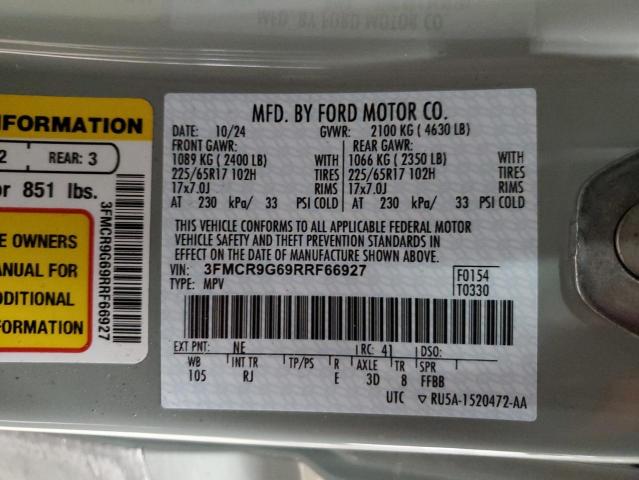 NFORMATION
2 REAR: 3
or 851 lbs.
E OWNERS
ANUAL FOR
DDITIONAL
FORMATION
3FMCR9G69RRF66927
MFD. BY FORD MOTOR CO.
DATE: 10/24 GVWR: 2100 KG ( 4630 LB)
FRONT GAWR: REAR GAWR:
1089 KG ( 2400 LB) WITH 1066 KG ( 2350 LB) WITH
225/65R17 102H TIRES 225/65R17 102H TIRES
17x7.0J RIMS 17x7.0J RIMS
AT 230 kPa/ 33 PSI COLD AT 230 kPa/ 33 PSI COLD
THIS VEHICLE CONFORMS TO ALL APPLICABLE FEDERAL MOTOR
VEHICLE SAFETY AND THEFT PREVENTION STANDARDS IN
EFFECT ON THE DATE OF MANUFACTURE SHOWN ABOVE.
VIN: 3FMCR9G69RRF66927 F0154
TYPE: MPV T0330
EXT PNT: NE RC: 41 DSO:
WB INT TR TP/PS R AXLE TR SPR
105 RJ E 3D 8 FFBB
UTC ▽ RU5A-1520472-AA